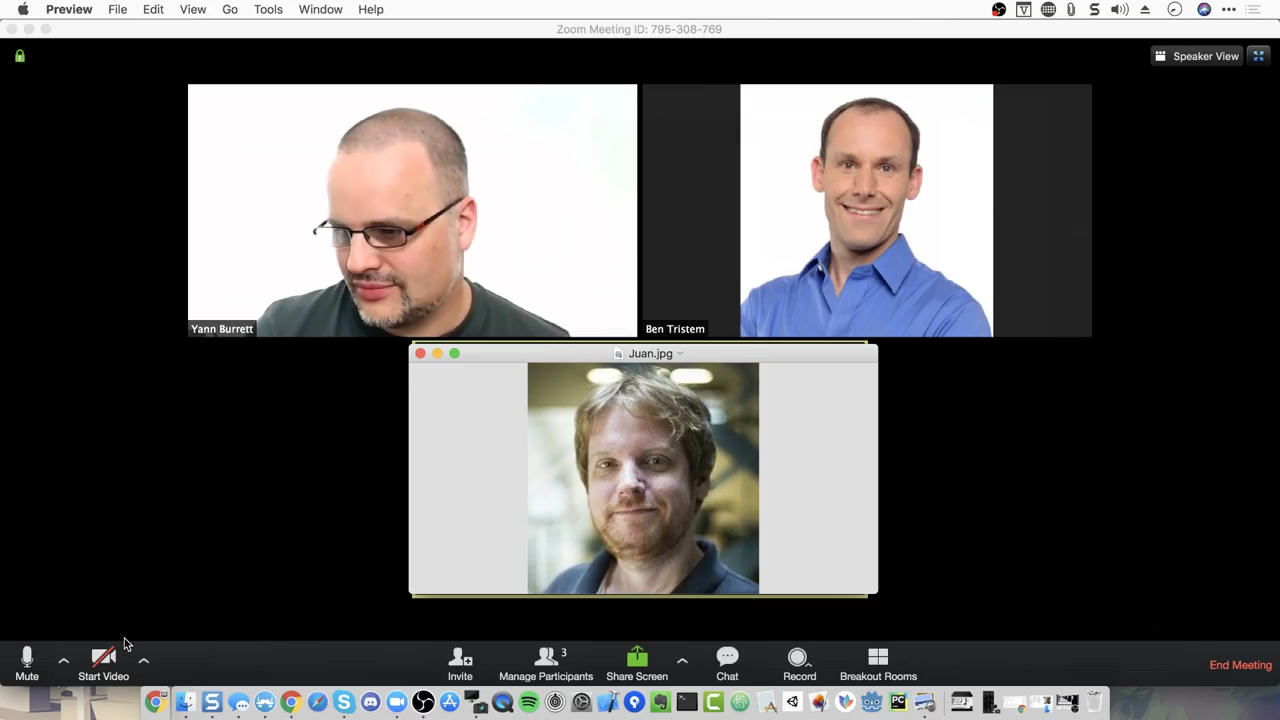 Preview File Edit View Go Tools Window Help
Zoom Meeting ID: 795-308-769
Speaker View
Yann Burrett
Ben Tristem
Juan.jpg
3
Mute Start Video Invite Manage Participants Share Screen Chat Record Breakout Rooms End Meeting